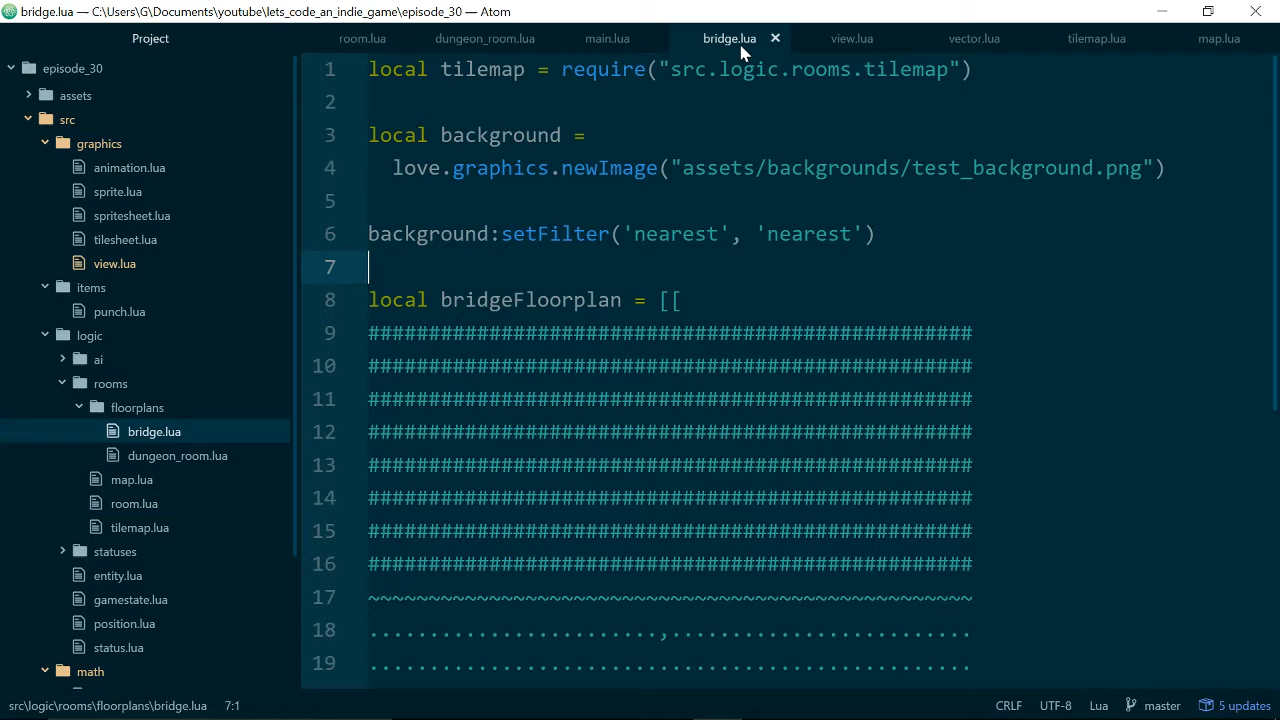 bridge.lua — C:\Users\G\Documents\youtube\lets_code_an_indie_game\episode_30 — Atom
Project
room.lua
dungeon_room.lua
main.lua
bridge.lua
view.lua
vector.lua
tilemap.lua
map.lua
episode_30
assets
src
graphics
animation.lua
sprite.lua
spritesheet.lua
tilesheet.lua
view.lua
items
punch.lua
logic
ai
rooms
floorplans
bridge.lua
dungeon_room.lua
map.lua
room.lua
tilemap.lua
statuses
entity.lua
gamestate.lua
position.lua
status.lua
math
1 local tilemap = require("src.logic.rooms.tilemap")
2
3 local background =
4 love.graphics.newImage("assets/backgrounds/test_background.png")
5
6 background:setFilter('nearest', 'nearest')
7
8 local bridgeFloorplan = [[
9 ##################################################
10 ##################################################
11 ##################################################
12 ##################################################
13 ##################################################
14 ##################################################
15 ##################################################
16 ##################################################
17 ~~~~~~~~~~~~~~~~~~~~~~~~~~~~~~~~~~~~~~~~~~~~~~~~~~
18 ........................,.........................
19 ..................................................
src\logic\rooms\floorplans\bridge.lua 7:1
CRLF UTF-8 Lua master 5 updates